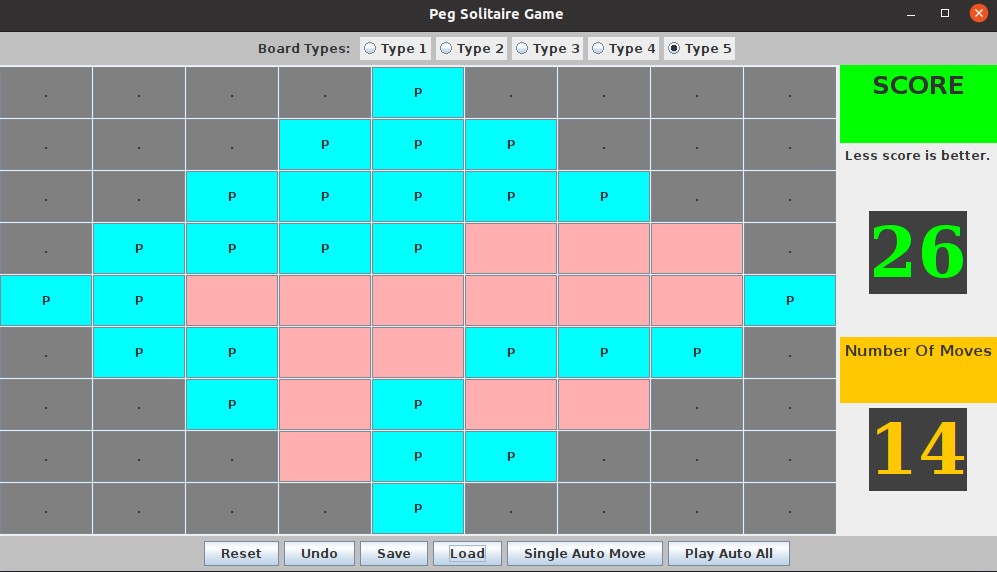 Peg Solitaire Game
Board Types: Type 1 Type 2 Type 3 Type 4 Type 5
. . . . P . . . .
. . . P P P . . .
. . P P P P P . .
. P P P P .
P P P
. P P P P P .
. . P P . .
. . . P P . . .
. . . . P . . . .
SCORE
Less score is better.
26
Number Of Moves
14
Reset Undo Save Load Single Auto Move Play Auto All